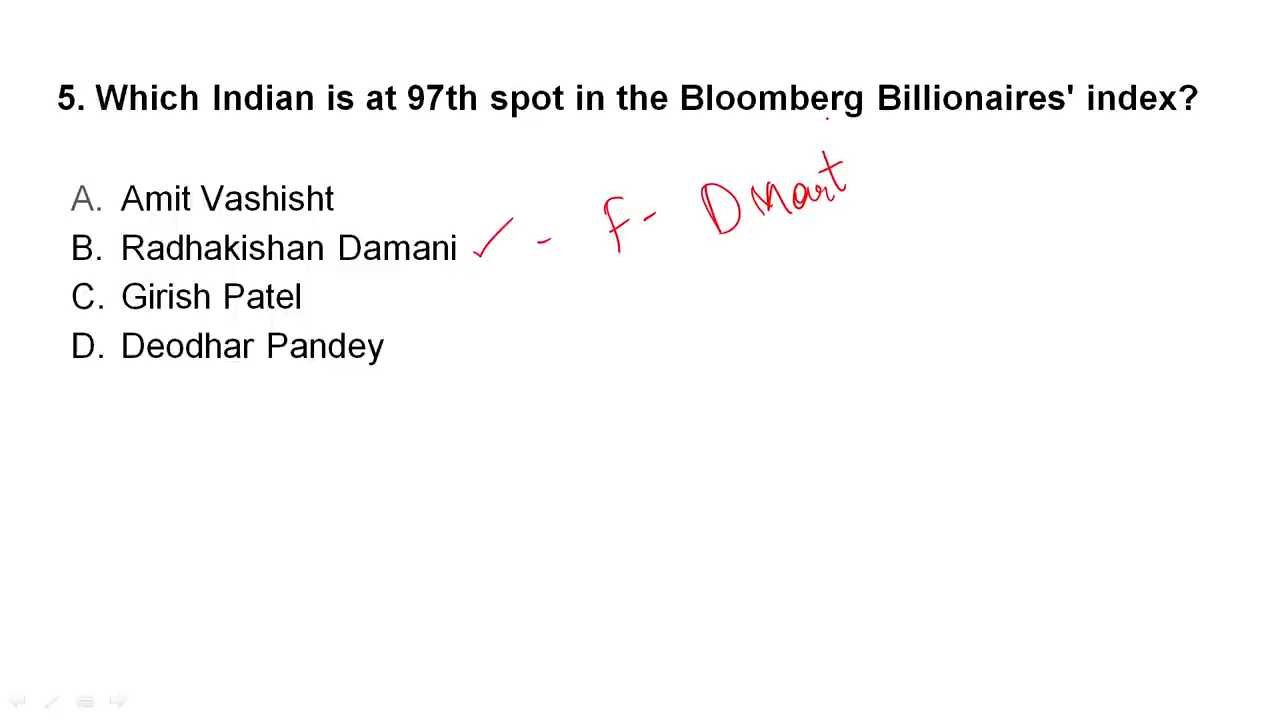 5. Which Indian is at 97th spot in the Bloomberg Billionaires' index?
A. Amit Vashisht
B. Radhakishan Damani ✓ - F - DMart
C. Girish Patel
D. Deodhar Pandey